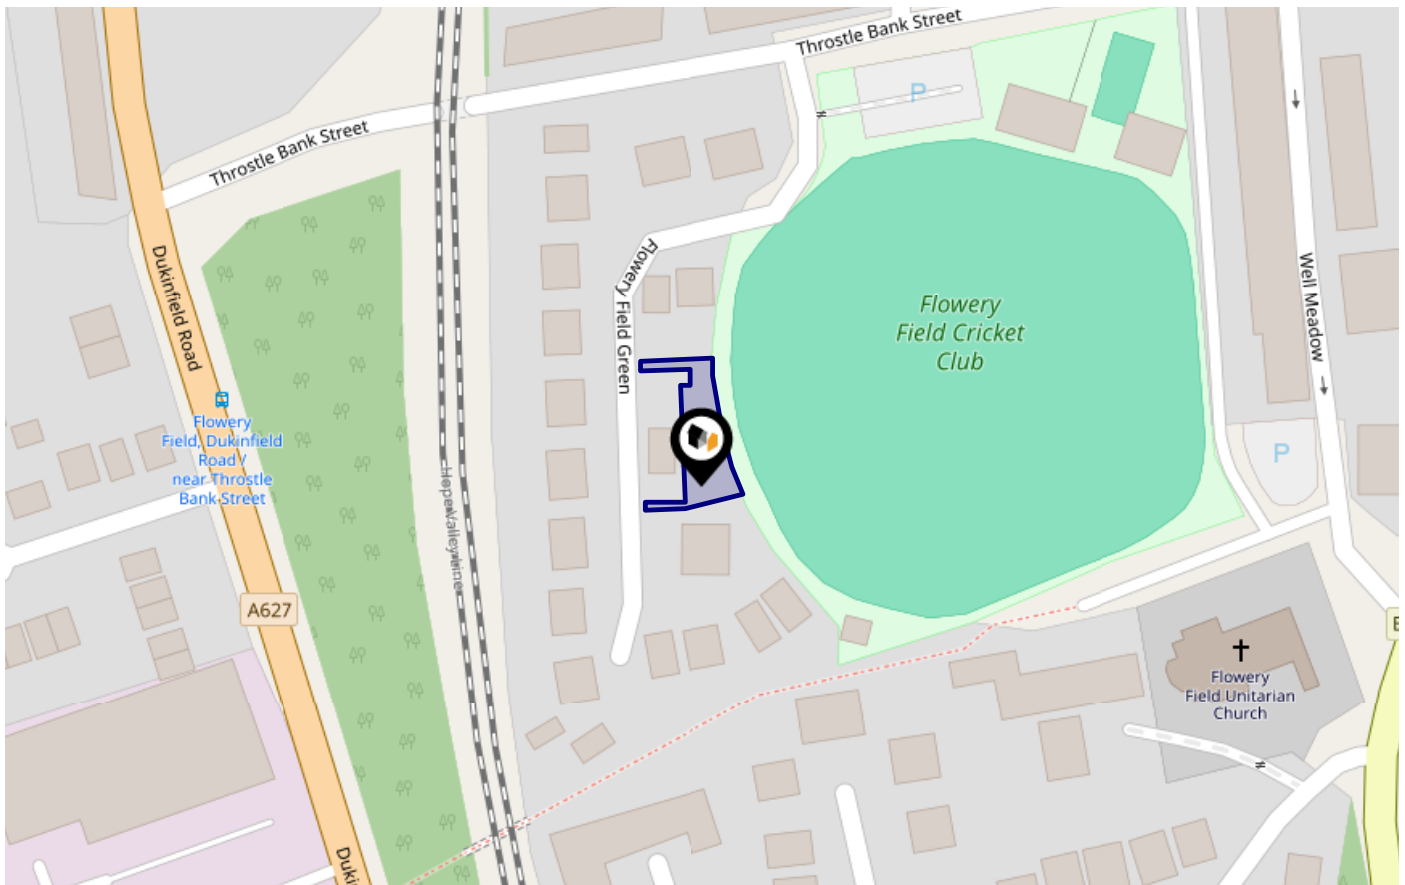 Throstle Bank Street
P
Throstle Bank Street
Dukinfield Road
Flowery Field Green
Well Meadow
Flowery
Field Cricket
Club
Flowery
Field, Dukinfield
Road /
near Throstle
Bank Street
P
Hope Valley Line
A627
Flowery
Field Unitarian
Church
Duki